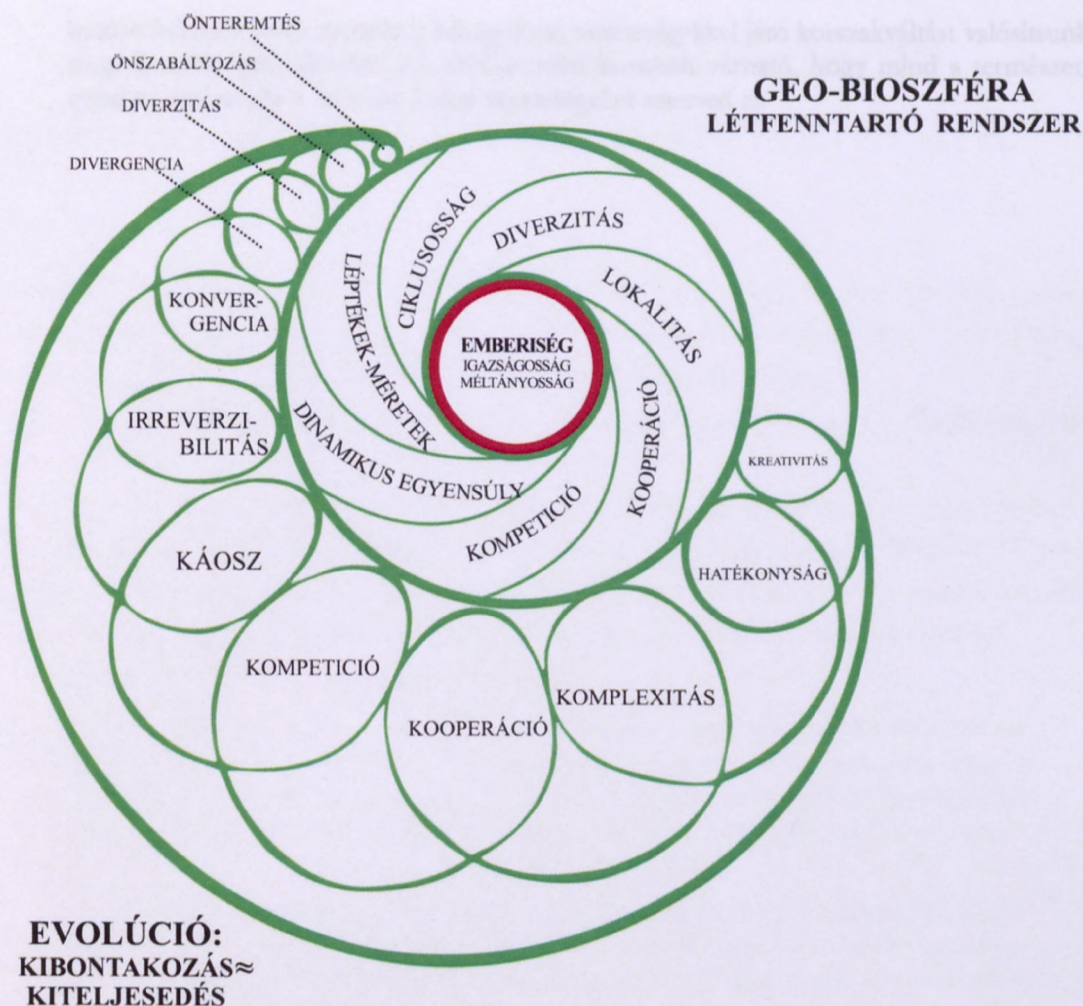 ÖNTEREMTÉS
ÖNSZABÁLYOZÁS
DIVERZITÁS
DIVERGENCIA
GEO-BIOSZFÉRA
LÉTFENNTARTÓ RENDSZER
CIKLUSOSSÁG
DIVERZITÁS
LOKALITÁS
LÉPTÉKEK-MÉRETEK
KONVER-
GENCIA
EMBERISÉG
IGAZSÁGOSSÁG
MÉLTÁNYOSSÁG
KOOPERÁCIÓ
IRREVERZI-
BILITÁS
DINAMIKUS EGYENSÚLY
KOMPETICIÓ
KREATIVITÁS
KÁOSZ
HATÉKONYSÁG
KOMPETICIÓ
KOOPERÁCIÓ
KOMPLEXITÁS
EVOLÚCIÓ:
KIBONTAKOZÁS≈
KITELJESEDÉS